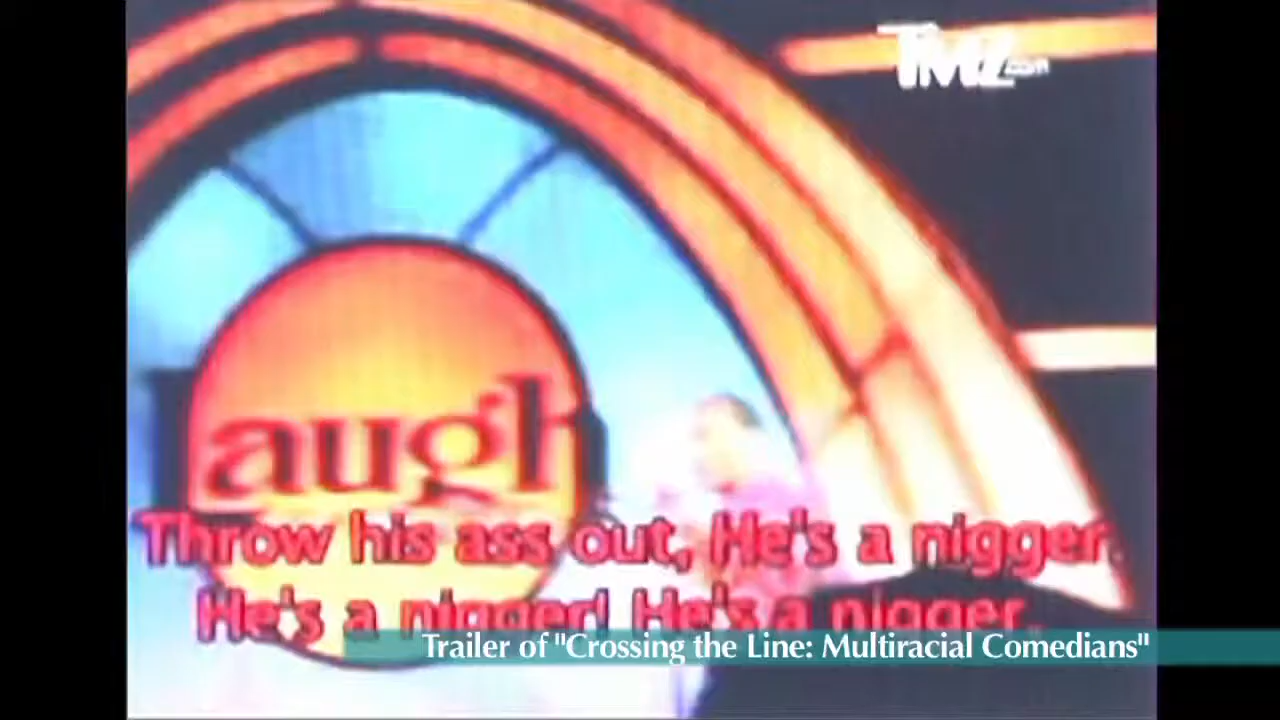 TMZ.com
Laugh
Throw his ass out, He's a nigger.
He's a nigger! He's a nigger.
Trailer of "Crossing the Line: Multiracial Comedians"